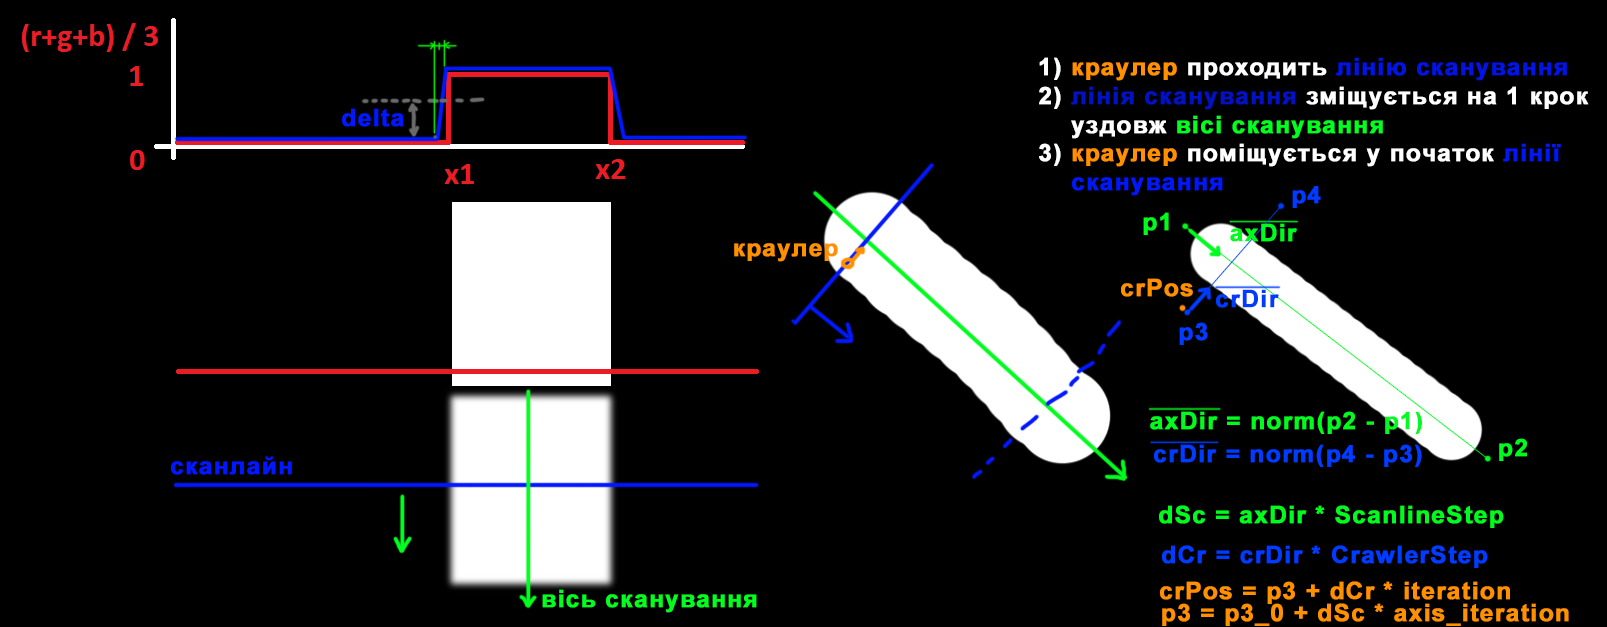 (r+g+b) / 3
1
delta
0
x1
x2
сканлайн
вісь сканування
краулер
1) краулер проходить лінію сканування
2) лінія сканування зміщується на 1 крок
уздовж вісі сканування
3) краулер поміщується у початок лінії
сканування
p4
p1
axDir
crPos
crDir
p3
axDir = norm(p2 - p1)
crDir = norm(p4 - p3)
p2
dSc = axDir * ScanlineStep
dCr = crDir * CrawlerStep
crPos = p3 + dCr * iteration
p3 = p3_0 + dSc * axis_iteration